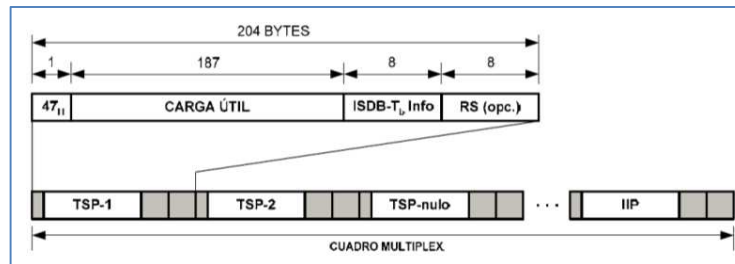 204 BYTES
1 187 8 8
47H CARGA ÚTIL ISDB-Tb Info RS (opc.)
TSP-1 TSP-2 TSP-nulo . . . IIP
CUADRO MULTIPLEX